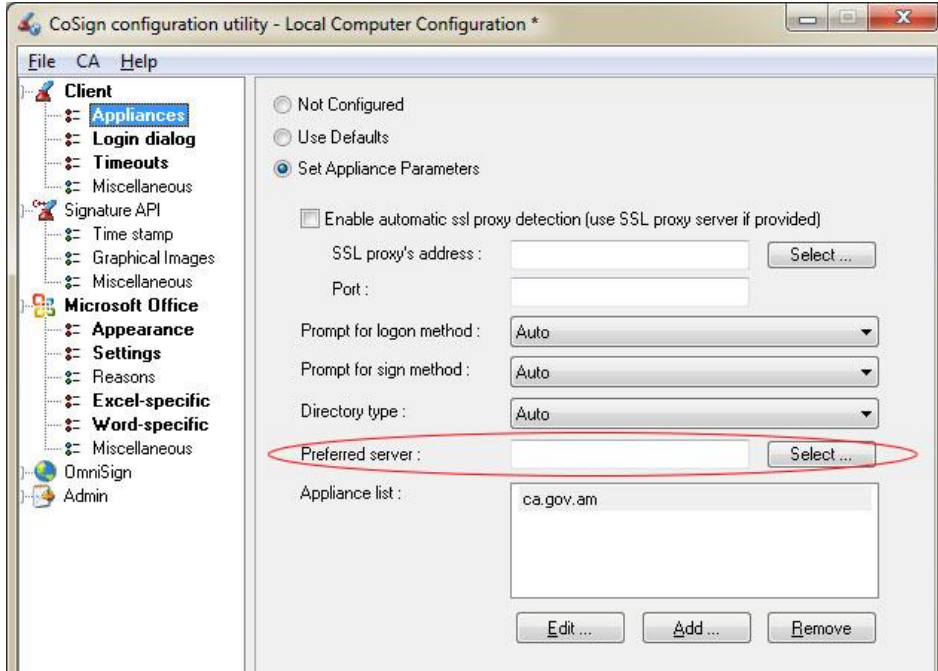 CoSign configuration utility - Local Computer Configuration *
File CA Help
Client
Appliances
Login dialog
Timeouts
Miscellaneous
Signature API
Time stamp
Graphical Images
Miscellaneous
Microsoft Office
Appearance
Settings
Reasons
Excel-specific
Word-specific
Miscellaneous
OmniSign
Admin
Not Configured
Use Defaults
Set Appliance Parameters
Enable automatic ssl proxy detection (use SSL proxy server if provided)
SSL proxy's address : Select ...
Port :
Prompt for logon method : Auto
Prompt for sign method : Auto
Directory type : Auto
Preferred server : Select ...
Appliance list : ca.gov.am
Edit ... Add ... Remove